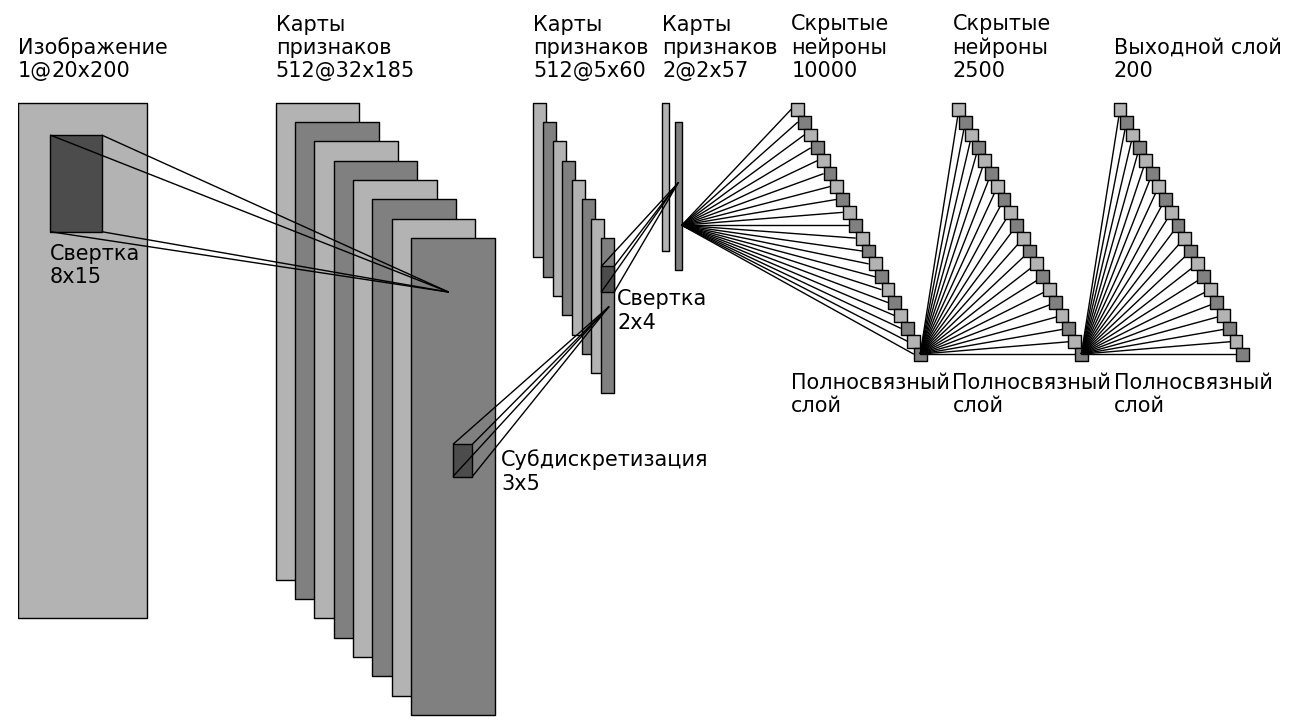 Изображение
1@20x200
Карты
признаков
512@32x185
Карты
признаков
512@5x60
Карты
признаков
2@2x57
Скрытые
нейроны
10000
Скрытые
нейроны
2500
Выходной слой
200
Свертка
8x15
Субдискретизация
3x5
Свертка
2x4
Полносвязный
слой
Полносвязный
слой
Полносвязный
слой